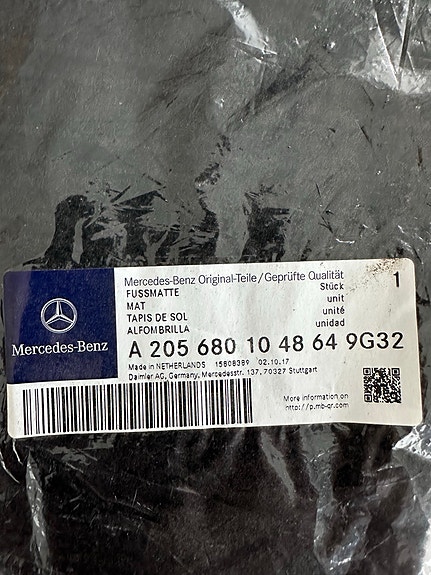 Mercedes-Benz Original-Teile/Geprüfte Qualität 1
FUSSMATTE Stück
MAT unit
TAPIS DE SOL unité
ALFOMBRILLA unidad
Mercedes-Benz
A 205 680 10 48 64 9G32
Made in NETHERLANDS 15808389 02.10.17
Daimler AG, Germany, Mercedesstr. 137, 70327 Stuttgart
More information on
http://p.mb-qr.com